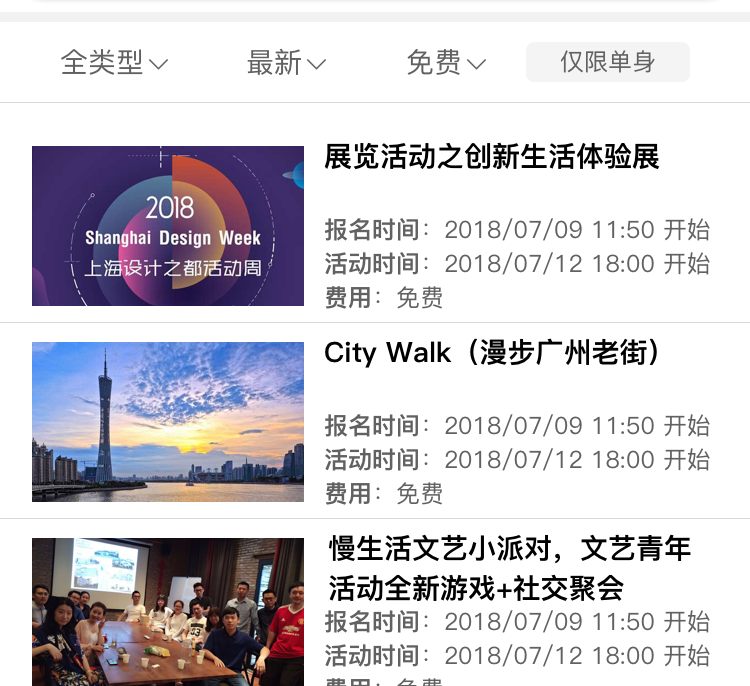 全类型 最新 免费 仅限单身
2018
Shanghai Design Week
上海设计之都活动周
展览活动之创新生活体验展
报名时间：2018/07/09 11:50 开始
活动时间：2018/07/12 18:00 开始
费用：免费
City Walk（漫步广州老街）
报名时间：2018/07/09 11:50 开始
活动时间：2018/07/12 18:00 开始
费用：免费
慢生活文艺小派对，文艺青年
活动全新游戏+社交聚会
报名时间：2018/07/09 11:50 开始
活动时间：2018/07/12 18:00 开始
费用：免费